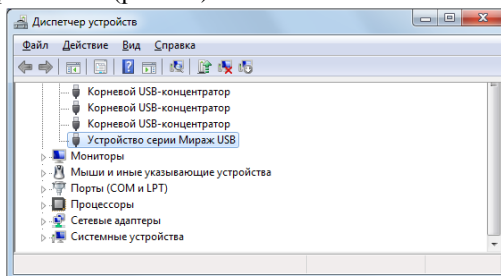 Диспетчер устройств
Файл Действие Вид Справка
Корневой USB-концентратор
Корневой USB-концентратор
Корневой USB-концентратор
Устройство серии Мираж USB
Мониторы
Мыши и иные указывающие устройства
Порты (COM и LPT)
Процессоры
Сетевые адаптеры
Системные устройства